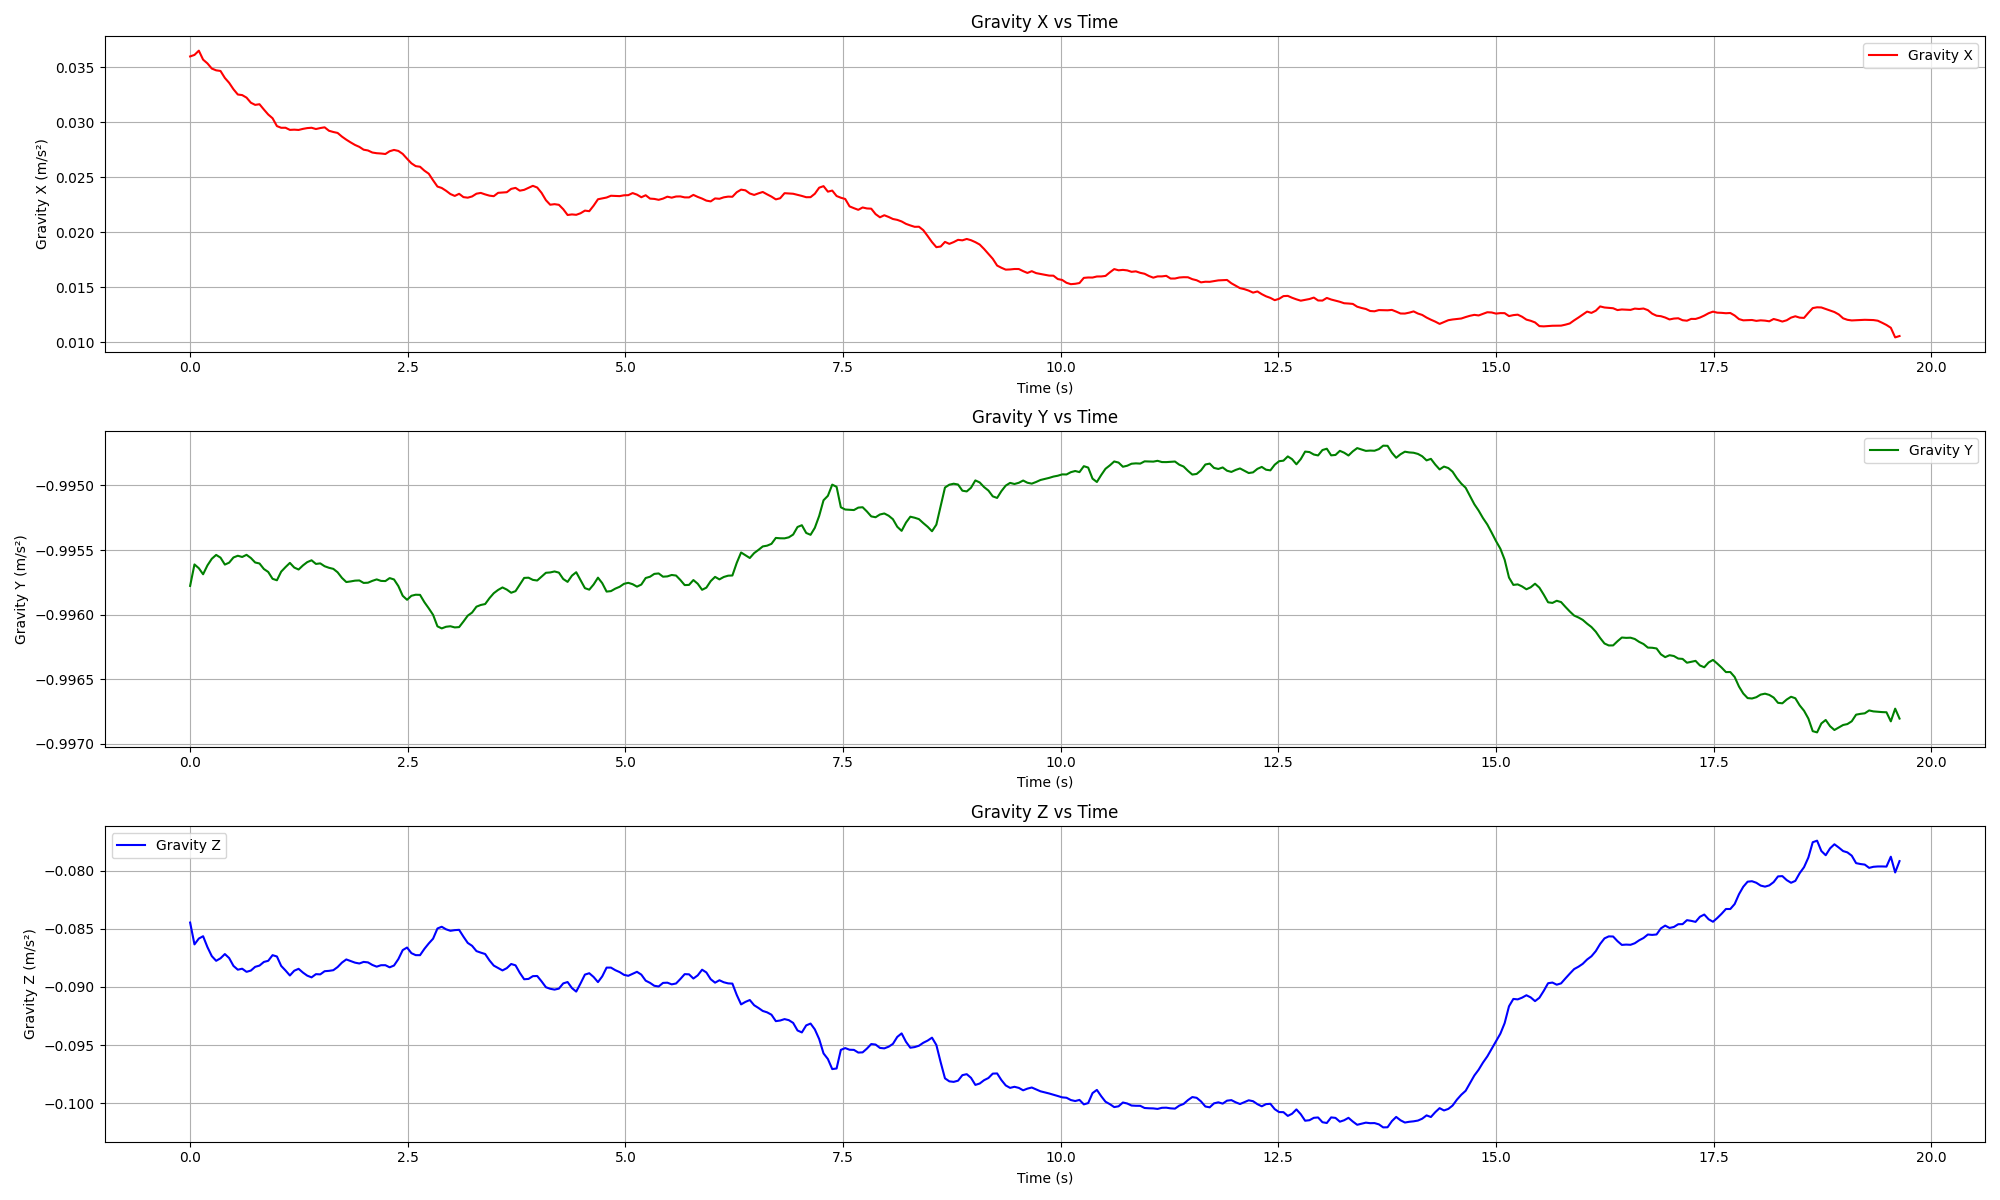 Gravity X vs Time
Gravity X
Gravity X (m/s²)
0.035
0.030
0.025
0.020
0.015
0.010
0.0 2.5 5.0 7.5 10.0 12.5 15.0 17.5 20.0
Time (s)
Gravity Y vs Time
Gravity Y
Gravity Y (m/s²)
−0.9950
−0.9955
−0.9960
−0.9965
−0.9970
0.0 2.5 5.0 7.5 10.0 12.5 15.0 17.5 20.0
Time (s)
Gravity Z vs Time
Gravity Z
Gravity Z (m/s²)
−0.080
−0.085
−0.090
−0.095
−0.100
0.0 2.5 5.0 7.5 10.0 12.5 15.0 17.5 20.0
Time (s)